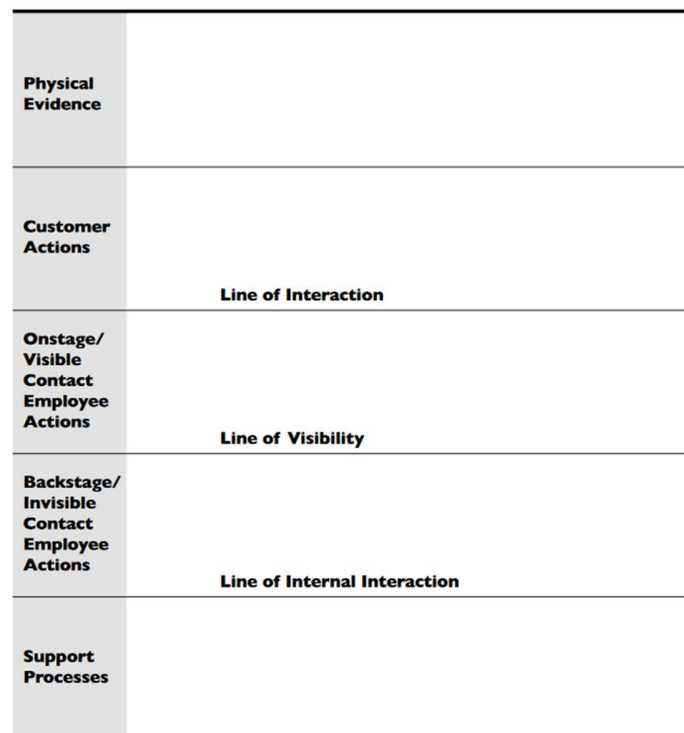 Physical
Evidence
Customer
Actions
Line of Interaction
Onstage/
Visible
Contact
Employee
Actions
Line of Visibility
Backstage/
Invisible
Contact
Employee
Actions
Line of Internal Interaction
Support
Processes